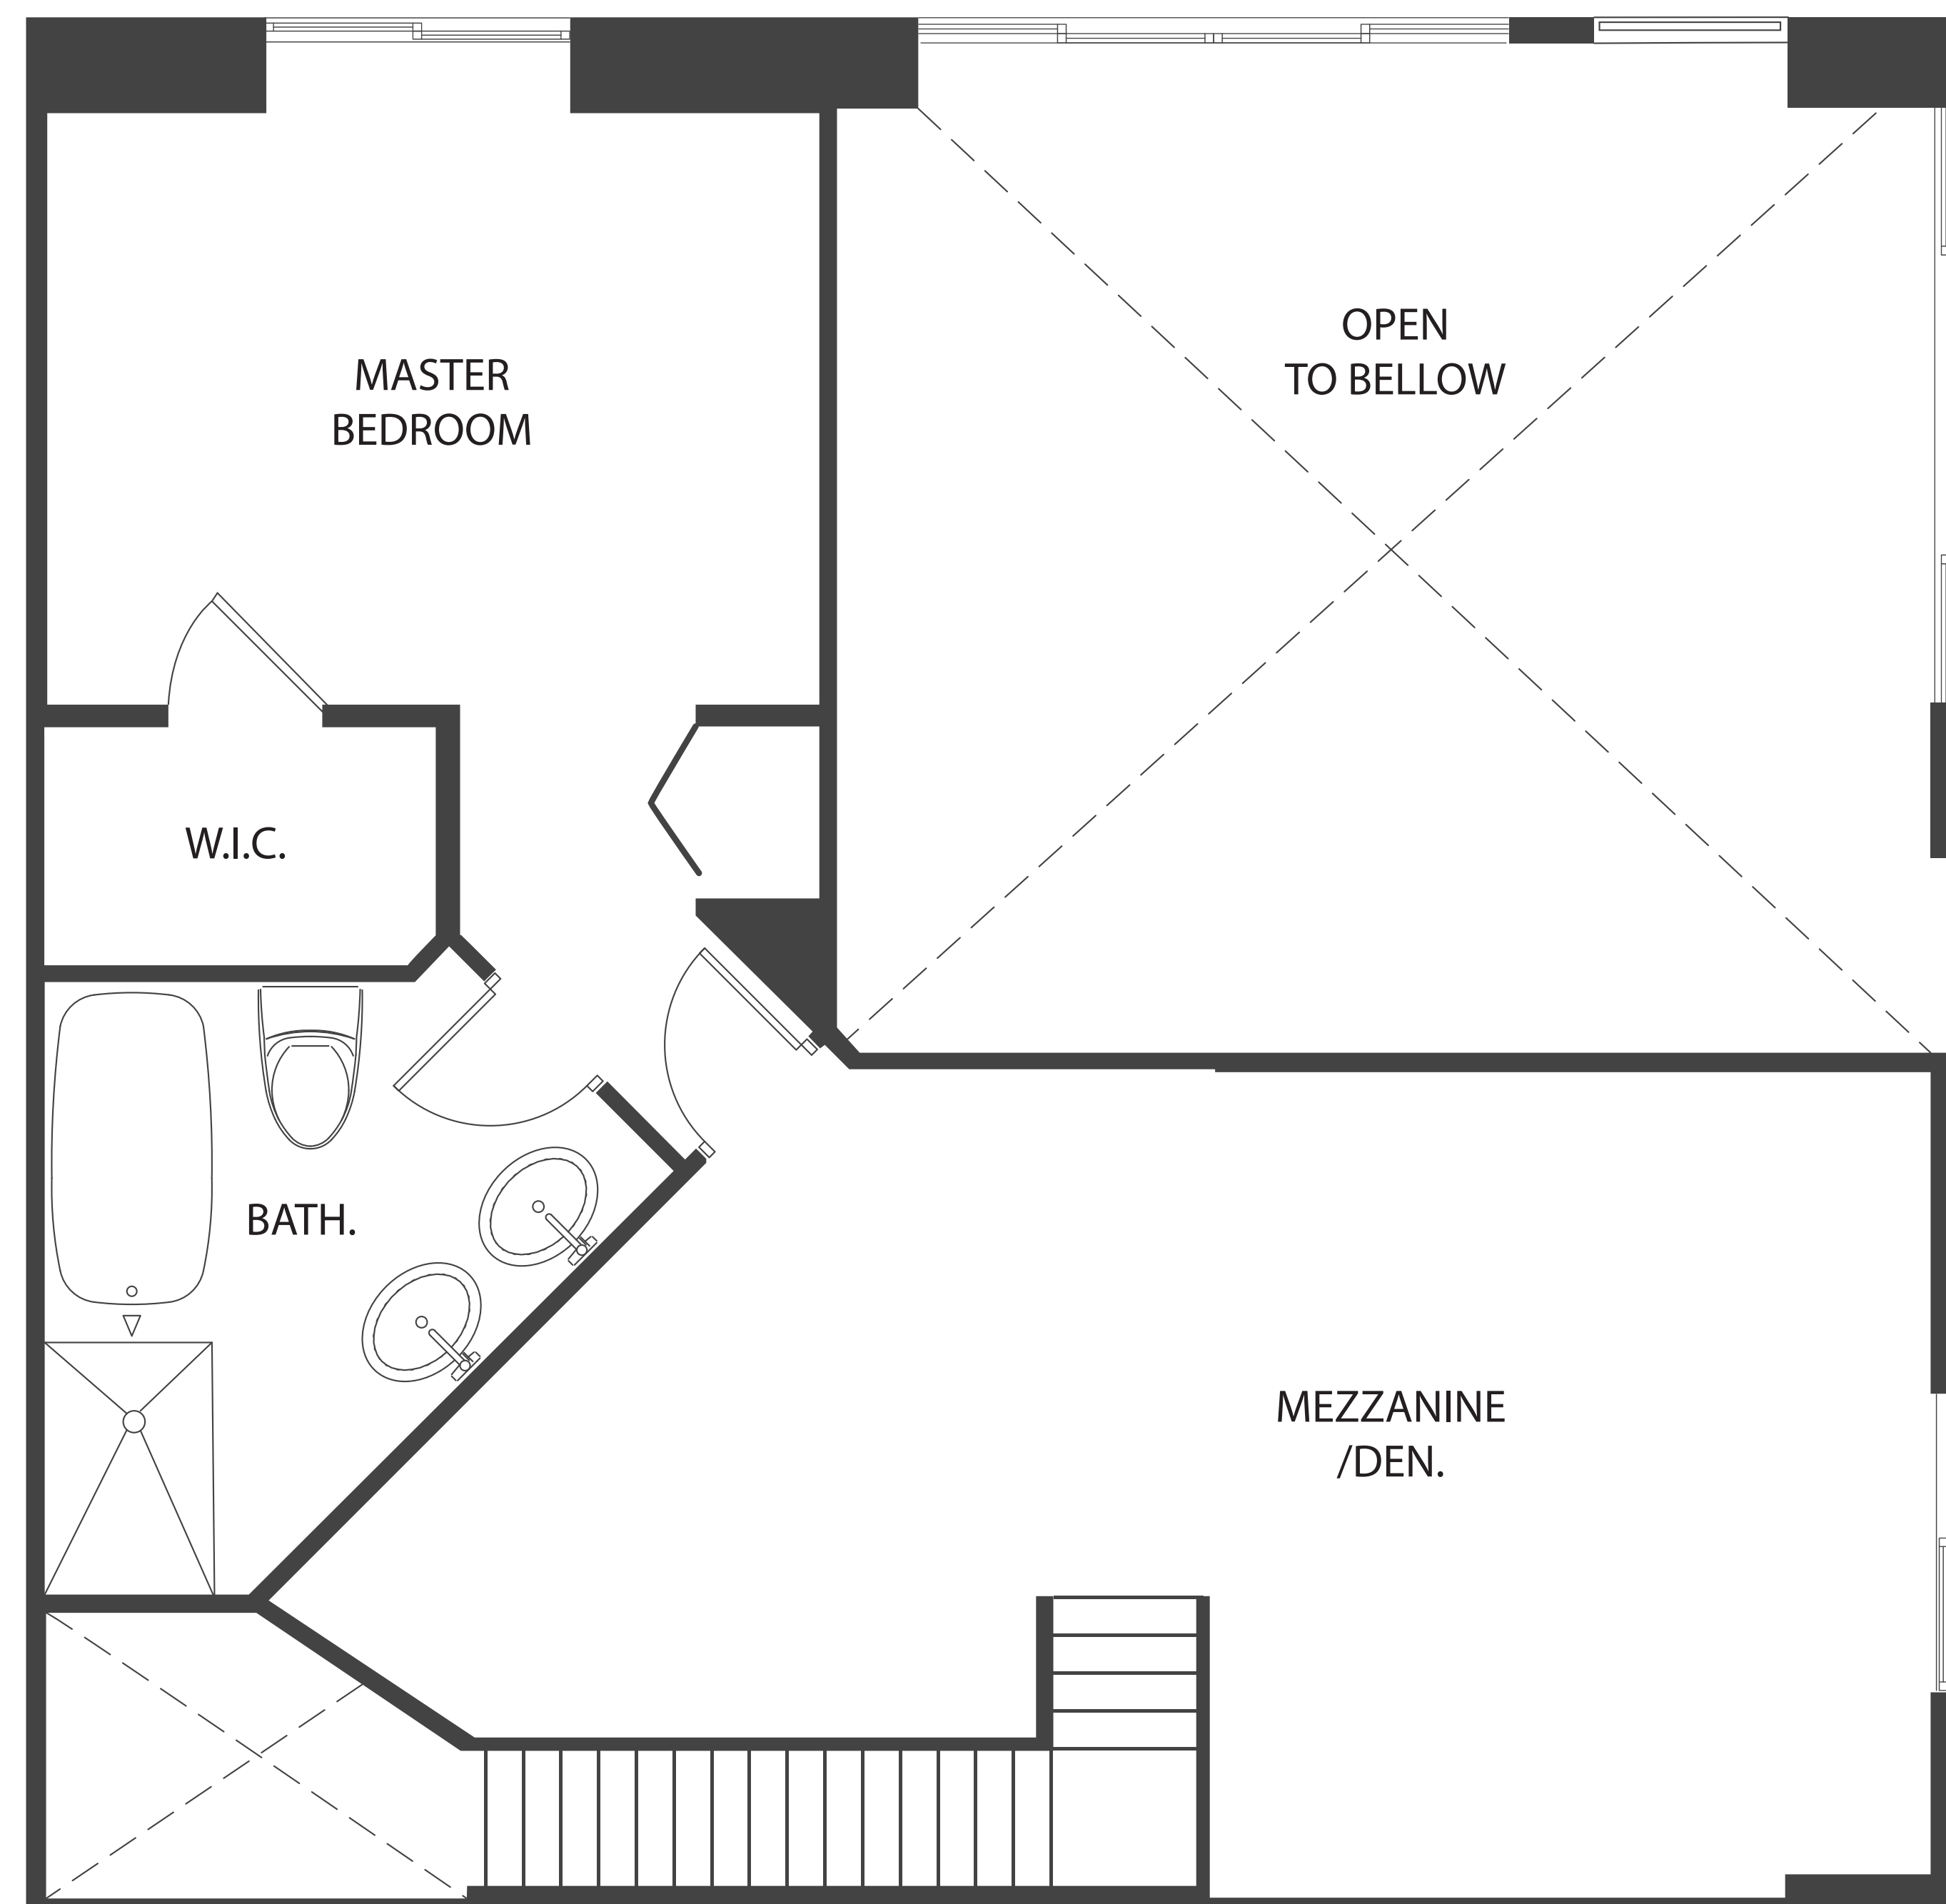 OPEN
TO BELLOW
MASTER
BEDROOM
W.I.C.
BATH.
MEZZANINE
/DEN.